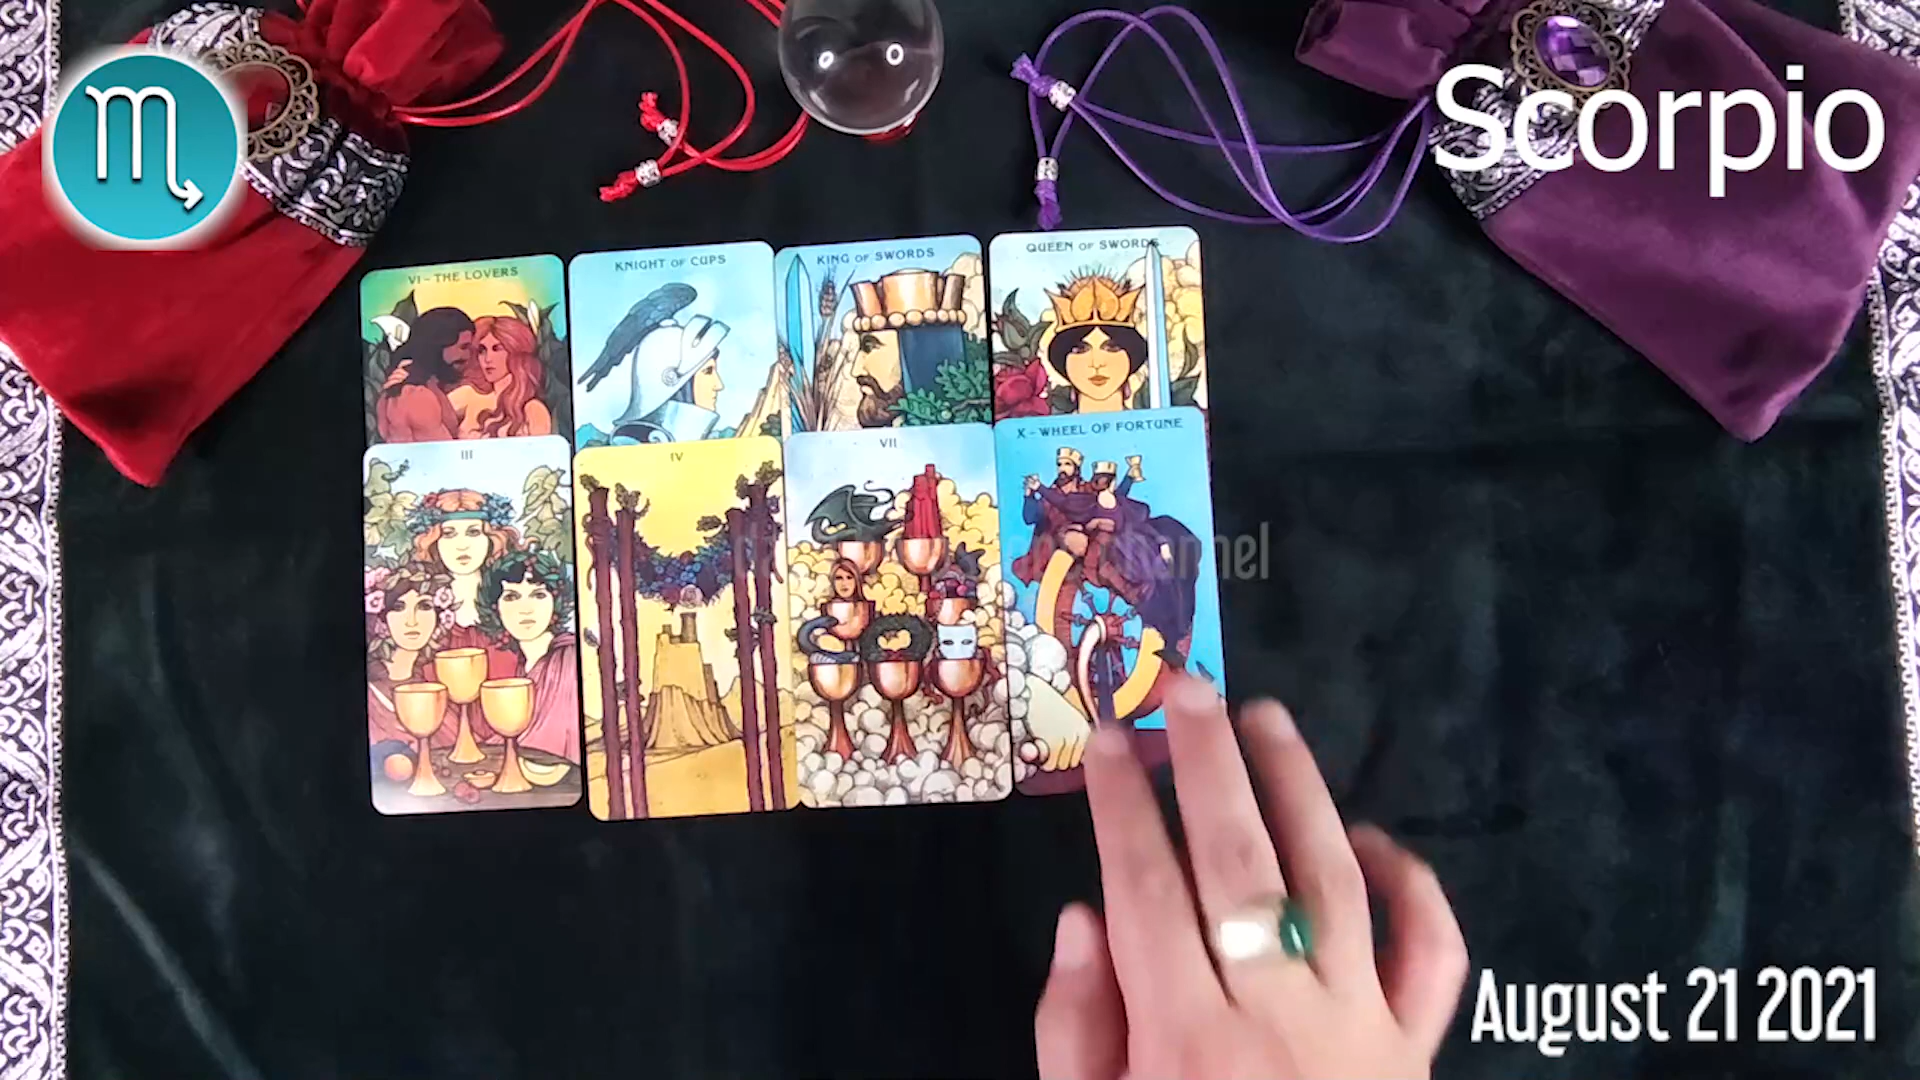 Scorpio
VI - THE LOVERS
KNIGHT OF CUPS
KING OF SWORDS
QUEEN OF SWORDS
III
IV
VII
X - WHEEL OF FORTUNE
channel
August 21 2021